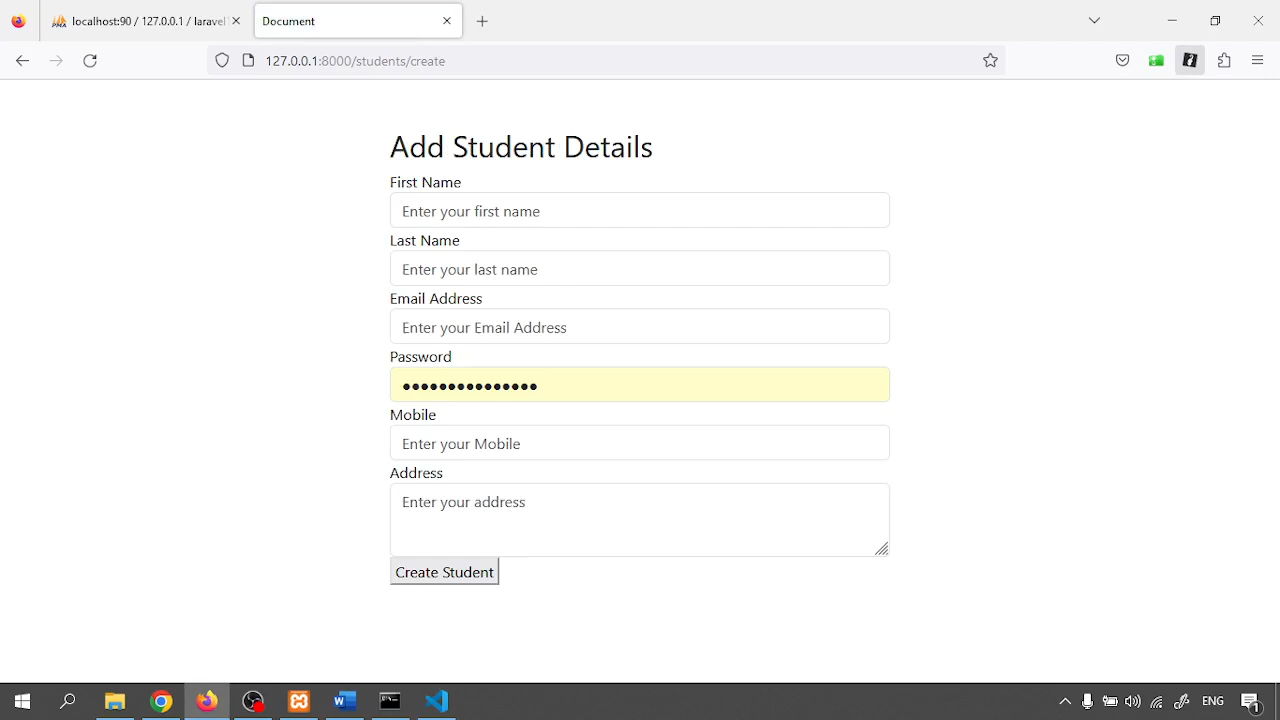 localhost:90 / 127.0.0.1 / laravel
Document
127.0.0.1:8000/students/create
Add Student Details
First Name
Enter your first name
Last Name
Enter your last name
Email Address
Enter your Email Address
Password
●●●●●●●●●●●●●●●
Mobile
Enter your Mobile
Address
Enter your address
Create Student
ENG
1